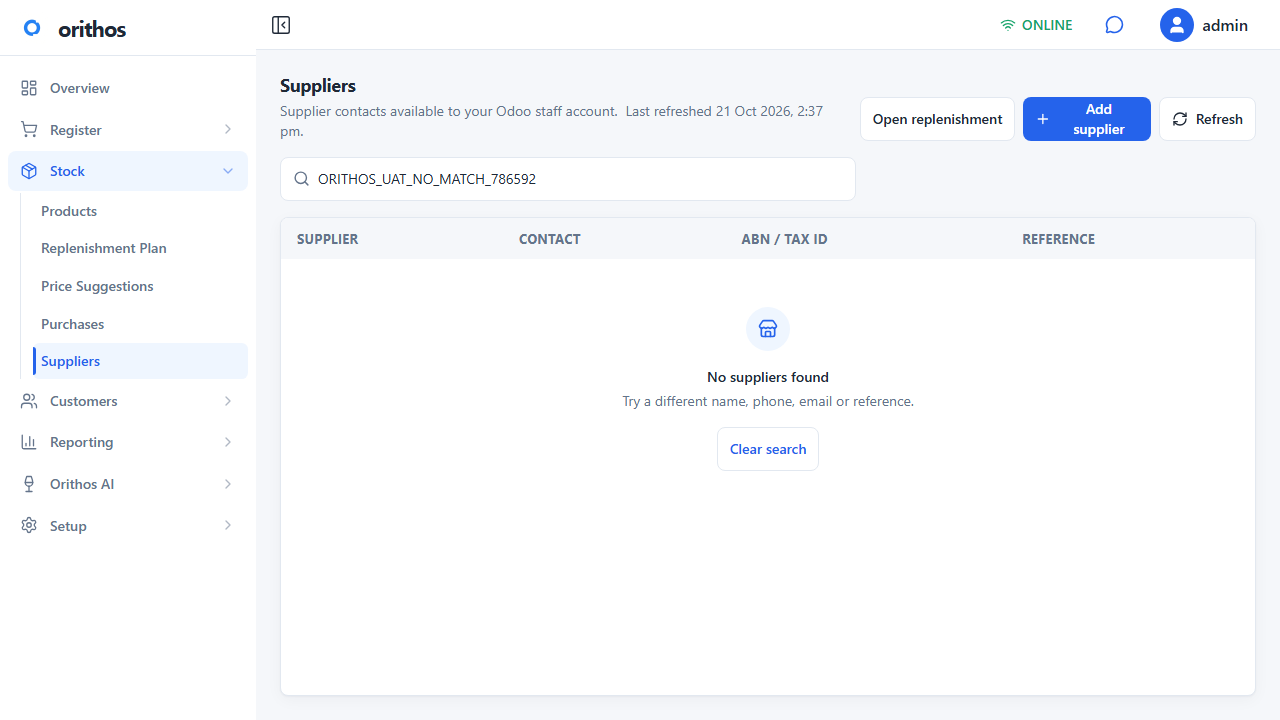 orithos
ONLINE
admin
Overview
Register
Stock
Products
Replenishment Plan
Price Suggestions
Purchases
Suppliers
Customers
Reporting
Orithos AI
Setup
Suppliers
Supplier contacts available to your Odoo staff account.  Last refreshed 21 Oct 2026, 2:37
pm.
Open replenishment
Add
supplier
Refresh
ORITHOS_UAT_NO_MATCH_786592
SUPPLIER
CONTACT
ABN / TAX ID
REFERENCE
No suppliers found
Try a different name, phone, email or reference.
Clear search